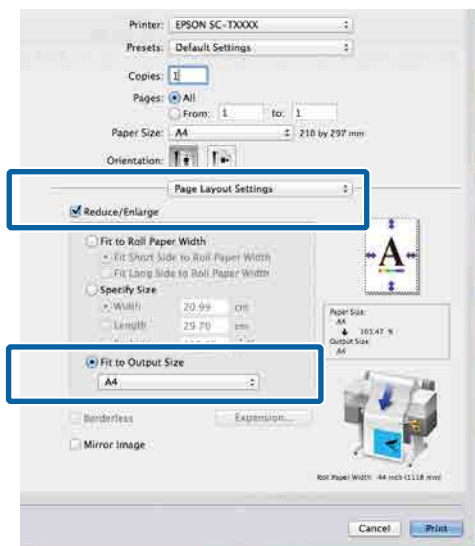 Printer: EPSON SC-TXXXX
Presets: Default Settings
Copies: 1
Pages: All
From: 1 to: 1
Paper Size: A4 210 by 297 mm
Orientation:
Page Layout Settings
Reduce/Enlarge
Fit to Roll Paper Width
Fit Short Side to Roll Paper Width
Fit Long Side to Roll Paper Width
Specify Size
Width 20.99 cm
Length 29.70
Fit to Output Size
A4
Borderless Expansion...
Mirror Image
A
Paper Size:
A4
103.47 %
Output Size
A4
Roll Paper Width: 44 inch (1118 mm)
Cancel Print